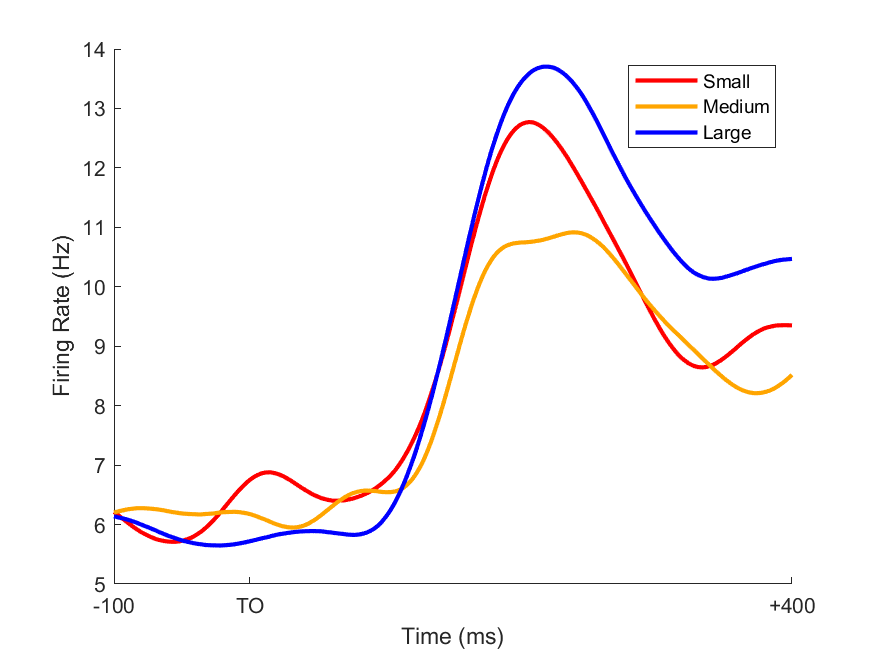 14
13
12
11
10
9
8
7
6
5
Firing Rate (Hz)
Small
Medium
Large
-100 TO +400
Time (ms)